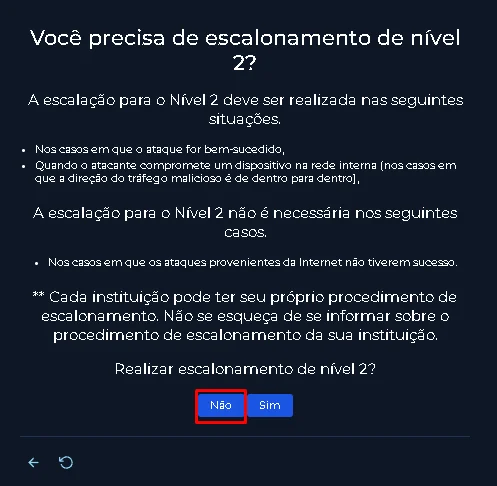 Você precisa de escalonamento de nível
2?
A escalação para o Nível 2 deve ser realizada nas seguintes
situações.
Nos casos em que o ataque for bem-sucedido,
Quando o atacante compromete um dispositivo na rede interna (nos casos em
que a direção do tráfego malicioso é de dentro para dentro),
A escalação para o Nível 2 não é necessária nos seguintes
casos.
Nos casos em que os ataques provenientes da Internet não tiverem sucesso.
** Cada instituição pode ter seu próprio procedimento de
escalonamento. Não se esqueça de se informar sobre o
procedimento de escalonamento da sua instituição.
Realizar escalonamento de nível 2?
Não Sim